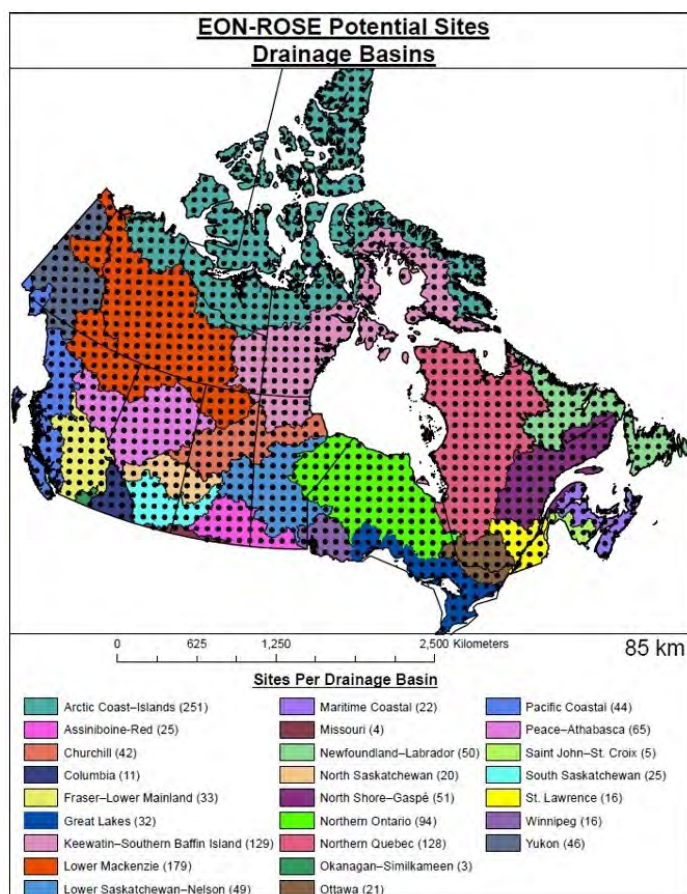 EON-ROSE Potential Sites
Drainage Basins
0 625 1,250 2,500 Kilometers
85 km
Sites Per Drainage Basin
Arctic Coast–Islands (251)
Assiniboine-Red (25)
Churchill (42)
Columbia (11)
Fraser–Lower Mainland (33)
Great Lakes (32)
Keewatin–Southern Baffin Island (129)
Lower Mackenzie (179)
Lower Saskatchewan–Nelson (49)
Maritime Coastal (22)
Missouri (4)
Newfoundland–Labrador (50)
North Saskatchewan (20)
North Shore–Gaspé (51)
Northern Ontario (94)
Northern Quebec (128)
Okanagan–Similkameen (3)
Ottawa (21)
Pacific Coastal (44)
Peace–Athabasca (65)
Saint John–St. Croix (5)
South Saskatchewan (25)
St. Lawrence (16)
Winnipeg (16)
Yukon (46)